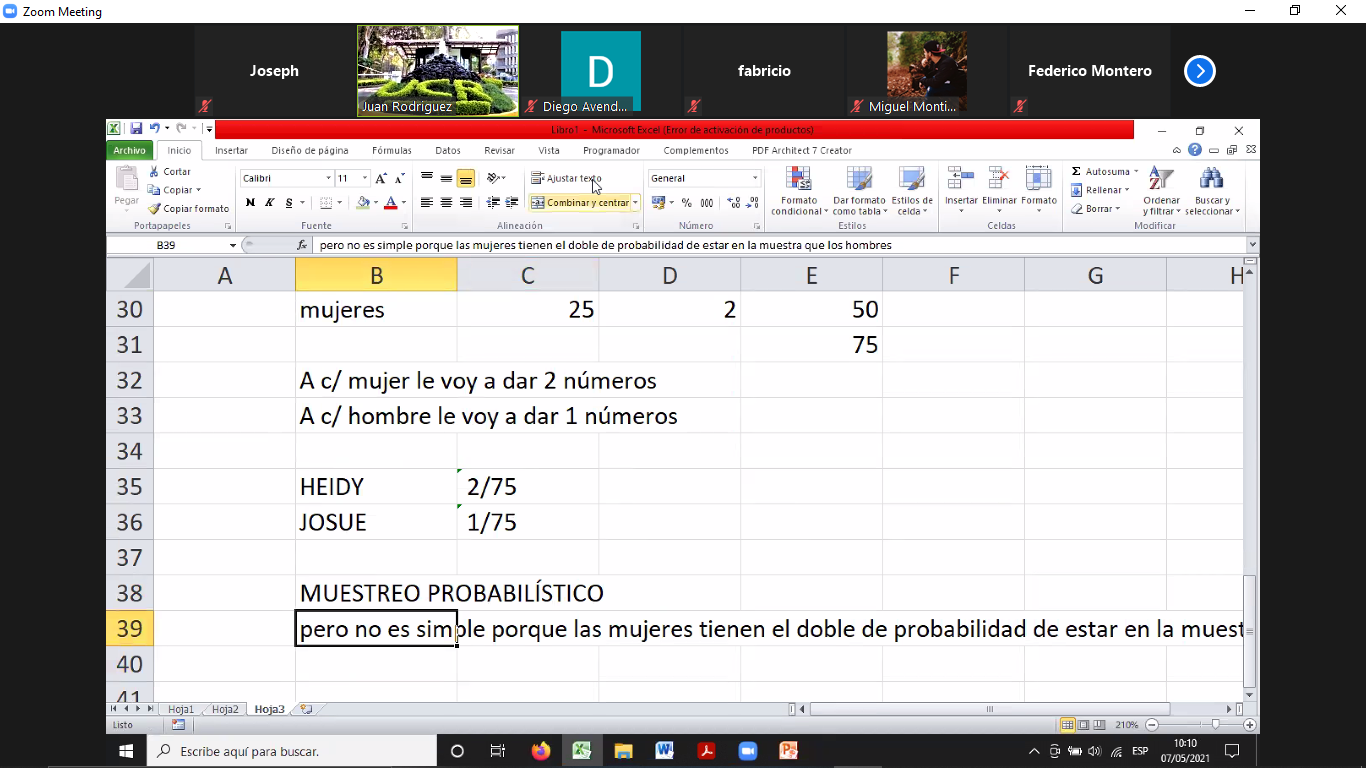 Zoom Meeting
Joseph
Juan Rodriguez
D
Diego Avend...
fabricio
Miguel Monti...
Federico Montero
Libro1 - Microsoft Excel (Error de activación de productos)
Archivo Inicio Insertar Diseño de página Fórmulas Datos Revisar Vista Programador Complementos PDF Architect 7 Creator
Pegar
Cortar
Copiar
Copiar formato
Portapapeles
Calibri 11
N K S
Fuente
Ajustar texto
Combinar y centrar
Alineación
General
% 000
Número
Formato condicional
Dar formato como tabla
Estilos de celda
Estilos
Insertar Eliminar Formato
Celdas
Σ Autosuma
Rellenar
Borrar
Ordenar y filtrar
Buscar y seleccionar
Modificar
B39 fx pero no es simple porque las mujeres tienen el doble de probabilidad de estar en la muestra que los hombres
A B C D E F G H
30 mujeres 25 2 50
31 75
32 A c/ mujer le voy a dar 2 números
33 A c/ hombre le voy a dar 1 números
34
35 HEIDY 2/75
36 JOSUE 1/75
37
38 MUESTREO PROBABILÍSTICO
39 pero no es simple porque las mujeres tienen el doble de probabilidad de estar en la muest
40
41
Hoja1 Hoja2 Hoja3
Listo 210%
Escribe aquí para buscar.
ESP
10:10
07/05/2021